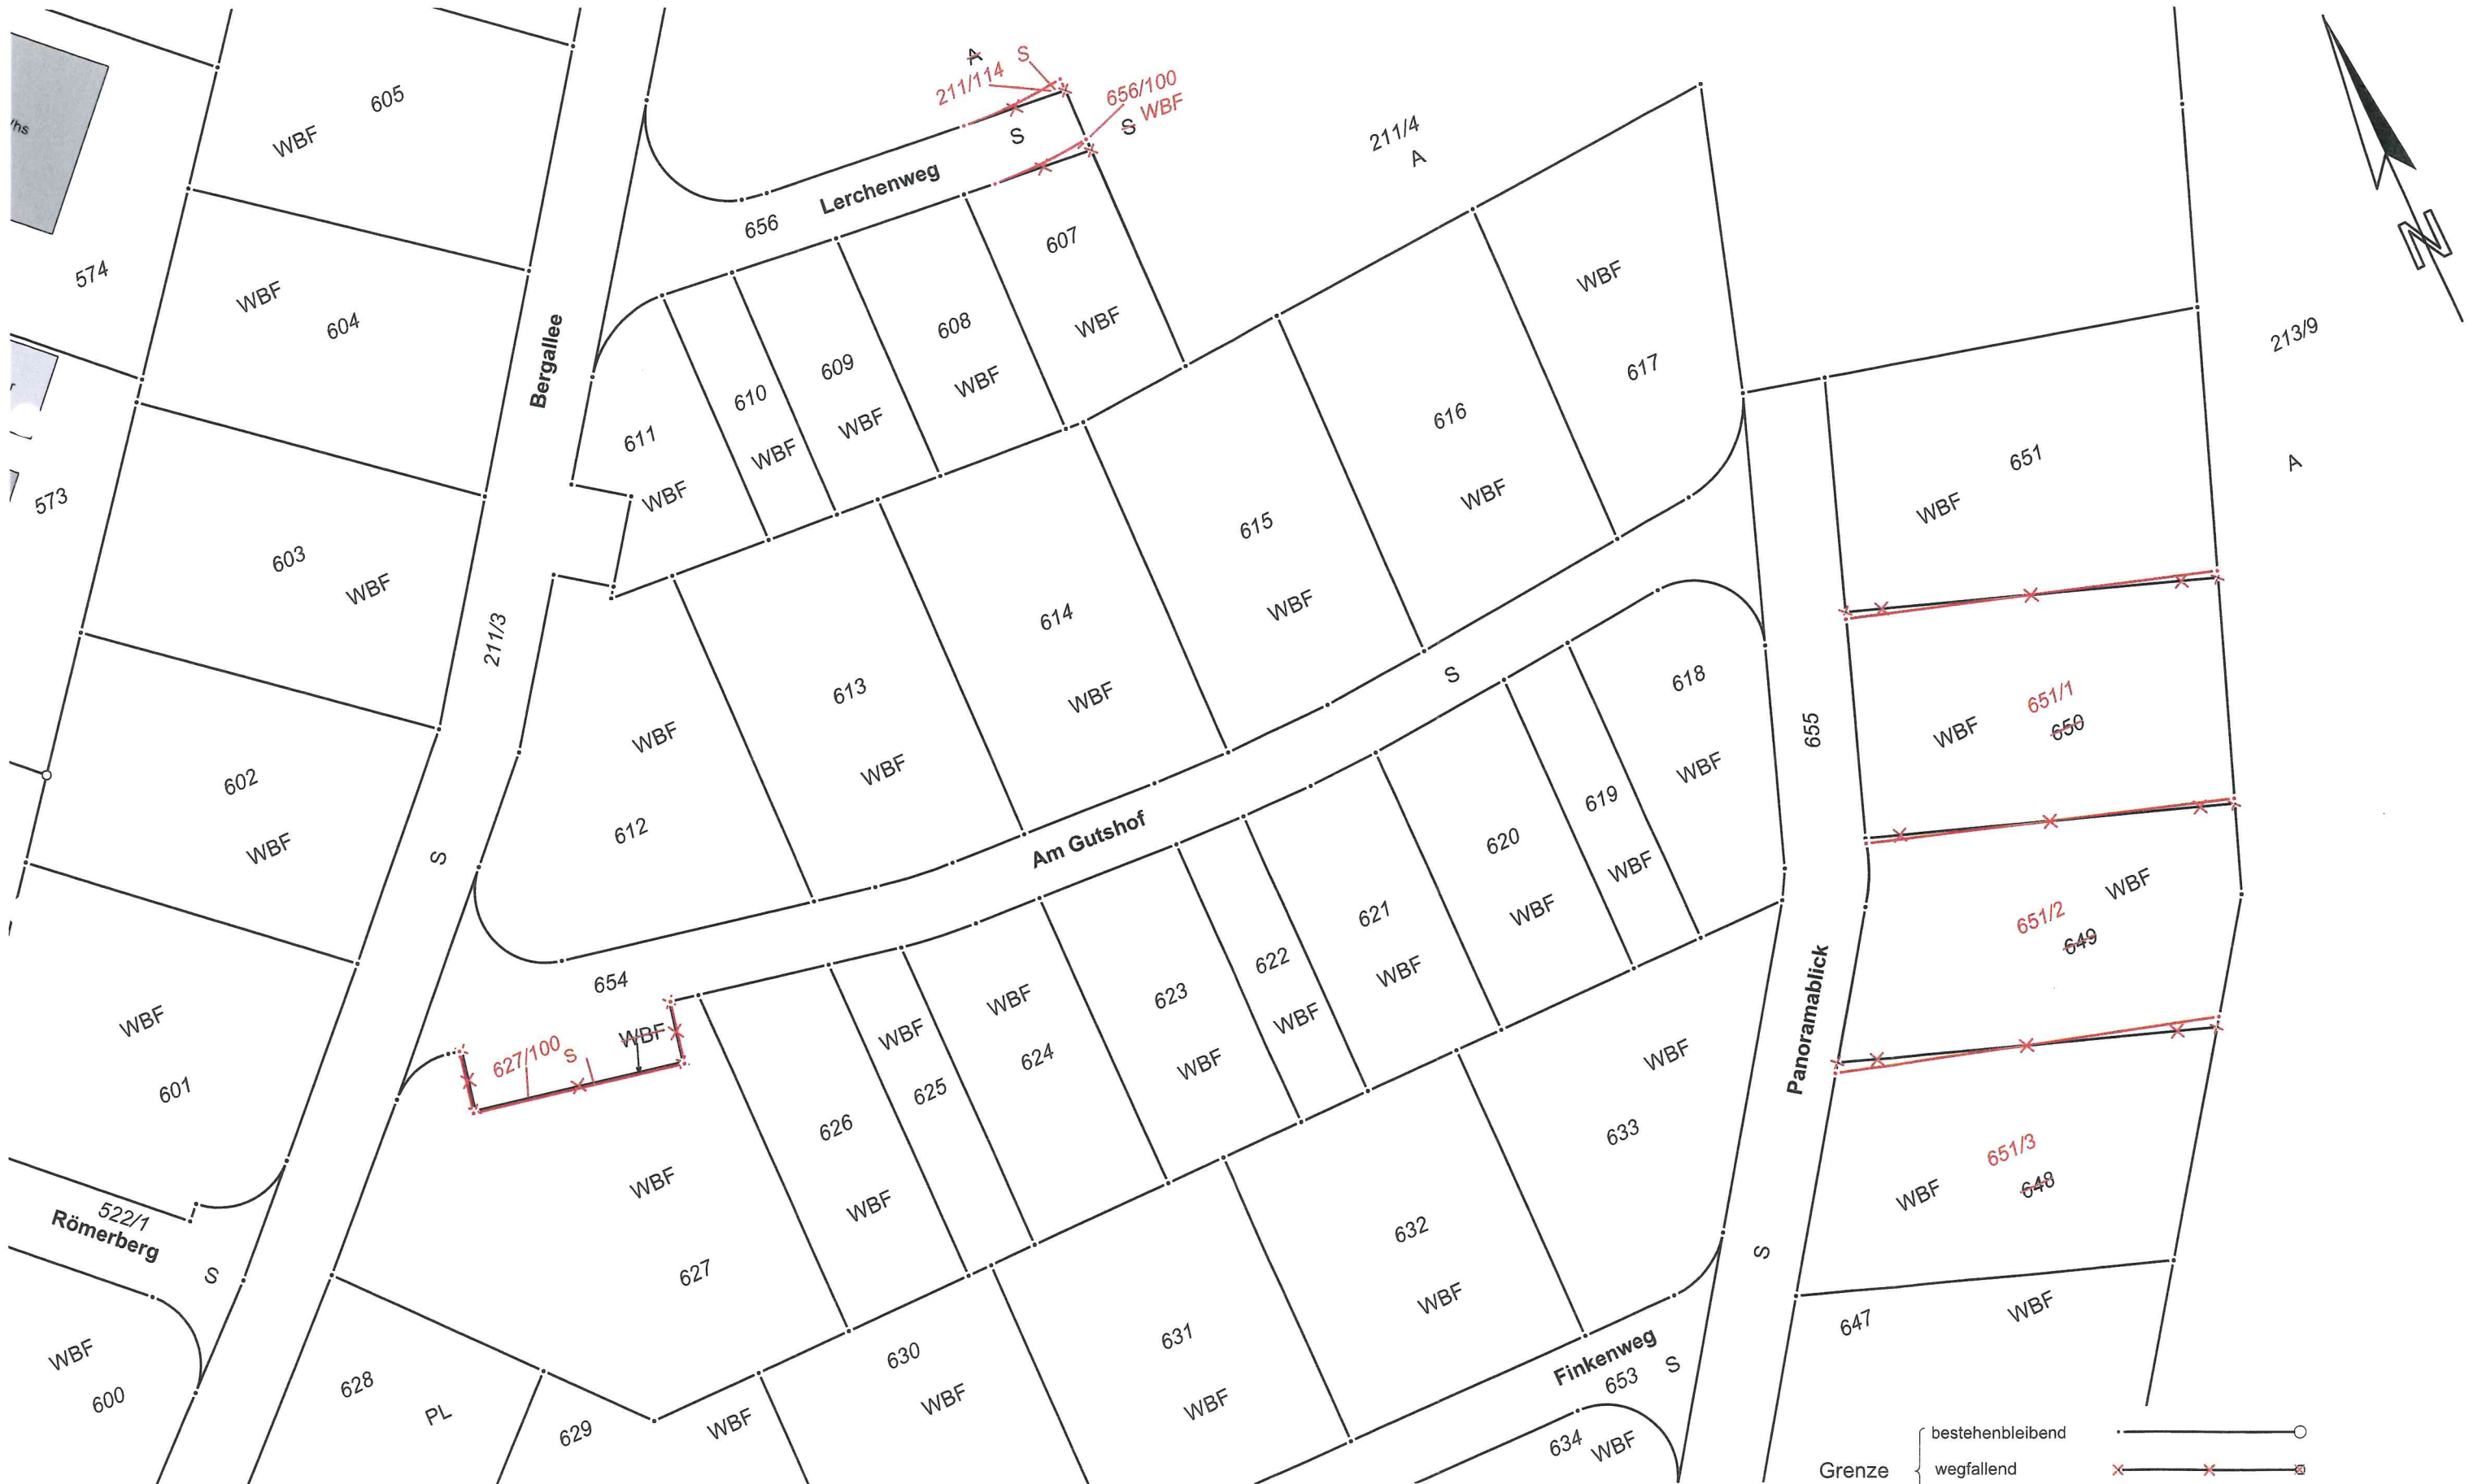 605
WBF
/hs
574
WBF
604
573
603
WBF
602
WBF
WBF
601
522/1
Römerberg
S
WBF
600
Bergallee
211/3
S
A
S
211/114
656/100
S WBF
S
Lerchenweg
656
211/4
A
607
WBF
608
WBF
609
WBF
610
WBF
611
WBF
WBF
617
616
WBF
615
WBF
614
WBF
613
WBF
WBF
612
S
Am Gutshof
654
WBF
627/100 S
WBF
627
626
WBF
WBF
625
WBF
624
623
WBF
622
WBF
621
WBF
620
WBF
619
WBF
618
WBF
655
Panoramablick
S
WBF
633
632
WBF
631
WBF
630
WBF
WBF
629
628
PL
Finkenweg
653 S
634 WBF
N
213/9
A
651
WBF
651/1
WBF
650
WBF
651/2
649
651/3
WBF
648
647
WBF
Grenze
bestehenbleibend
wegfallend